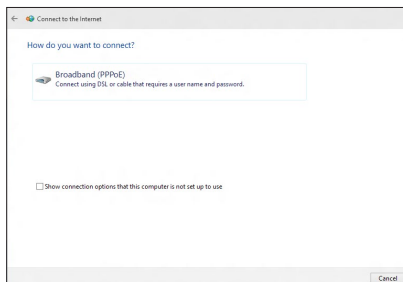 Connect to the Internet
How do you want to connect?
Broadband (PPPoE)
Connect using DSL or cable that requires a user name and password.
Show connection options that this computer is not set up to use
Cancel